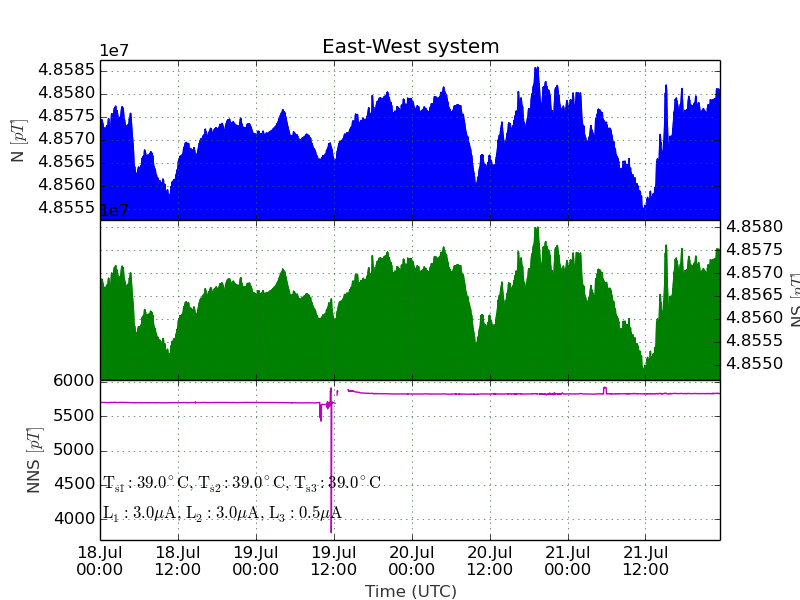 East-West system
1e7
4.8585
4.8580
4.8575
4.8570
4.8565
4.8560
4.8555
N [pT]
1e7
4.8580
4.8575
4.8570
4.8565
4.8560
4.8555
4.8550
NS [pT]
6000
5500
5000
4500
4000
NNS [pT]
T_s1 : 39.0°C, T_s2 : 39.0°C, T_s3 : 39.0°C
L_1 : 3.0μA, L_2 : 3.0μA, L_3 : 0.5μA
18.Jul 18.Jul 19.Jul 19.Jul 20.Jul 20.Jul 21.Jul 21.Jul
00:00 12:00 00:00 12:00 00:00 12:00 00:00 12:00
Time (UTC)